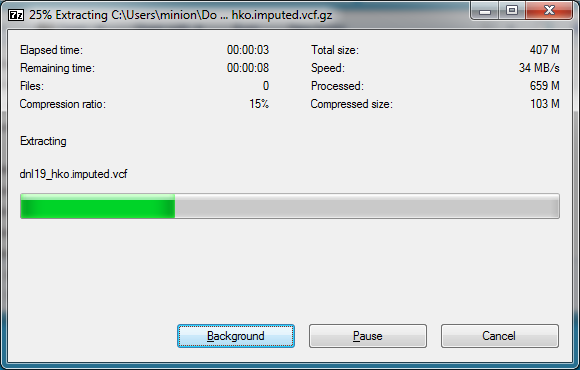 7z 25% Extracting C:\Users\minion\Do ... hko.imputed.vcf.gz
Elapsed time: 00:00:03 Total size: 407 M
Remaining time: 00:00:08 Speed: 34 MB/s
Files: 0 Processed: 659 M
Compression ratio: 15% Compressed size: 103 M
Extracting
dnl19_hko.imputed.vcf
Background Pause Cancel